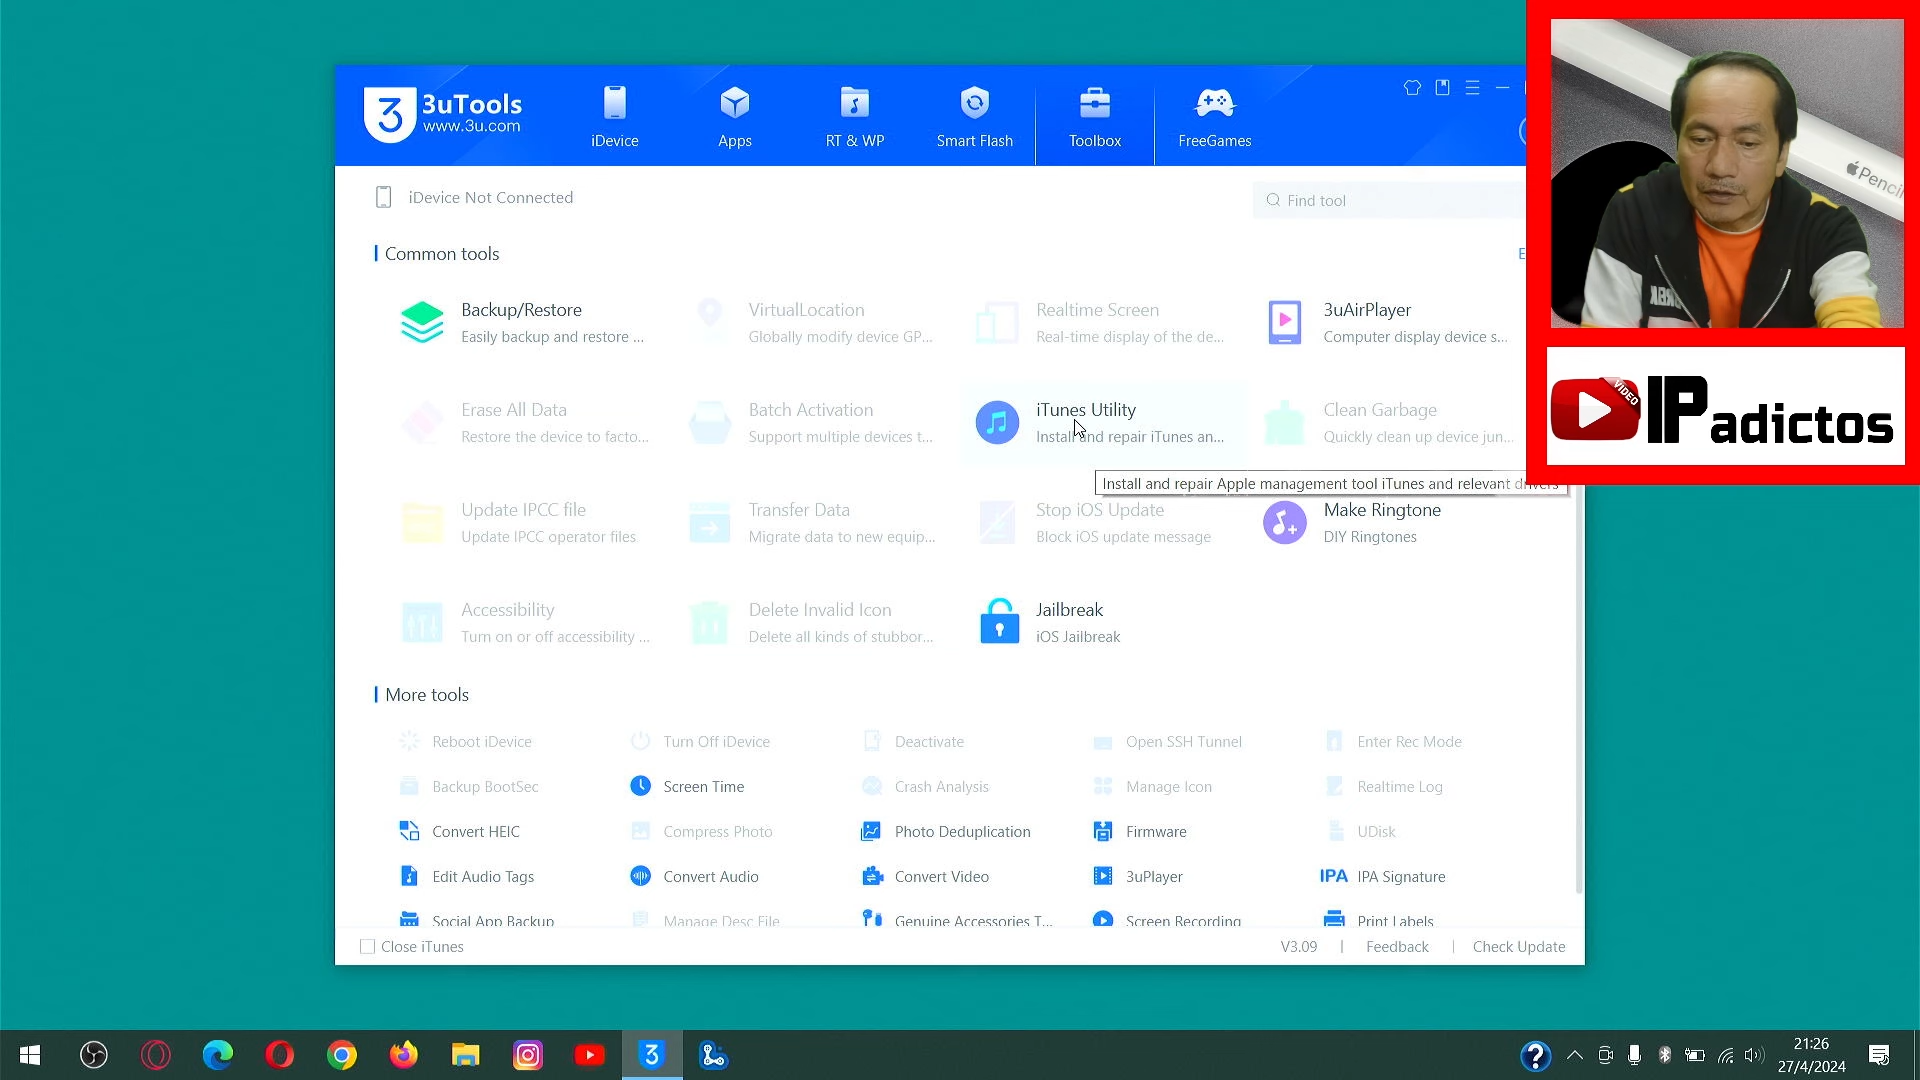 3 3uTools
www.3u.com
iDevice
Apps
RT & WP
Smart Flash
Toolbox
FreeGames
iDevice Not Connected
Find tool
Common tools
E
Backup/Restore
Easily backup and restore ...
VirtualLocation
Globally modify device GP...
Realtime Screen
Real-time display of the de...
3uAirPlayer
Computer display device s...
Erase All Data
Restore the device to facto...
Batch Activation
Support multiple devices t...
iTunes Utility
Install and repair iTunes an...
Clean Garbage
Quickly clean up device jun...
Install and repair Apple management tool iTunes and relevant drivers
Update IPCC file
Update IPCC operator files
Transfer Data
Migrate data to new equip...
Stop iOS Update
Block iOS update message
Make Ringtone
DIY Ringtones
Accessibility
Turn on or off accessibility ...
Delete Invalid Icon
Delete all kinds of stubbor...
Jailbreak
iOS Jailbreak
More tools
Reboot iDevice
Turn Off iDevice
Deactivate
Open SSH Tunnel
Enter Rec Mode
Backup BootSec
Screen Time
Crash Analysis
Manage Icon
Realtime Log
Convert HEIC
Compress Photo
Photo Deduplication
Firmware
UDisk
Edit Audio Tags
Convert Audio
Convert Video
3uPlayer
IPA IPA Signature
Social App Backup
Manage Desc File
Genuine Accessories T...
Screen Recording
Print Labels
Close iTunes
V3.09
Feedback
Check Update
Pencil
VIDEO
IPadictos
21:26
27/4/2024